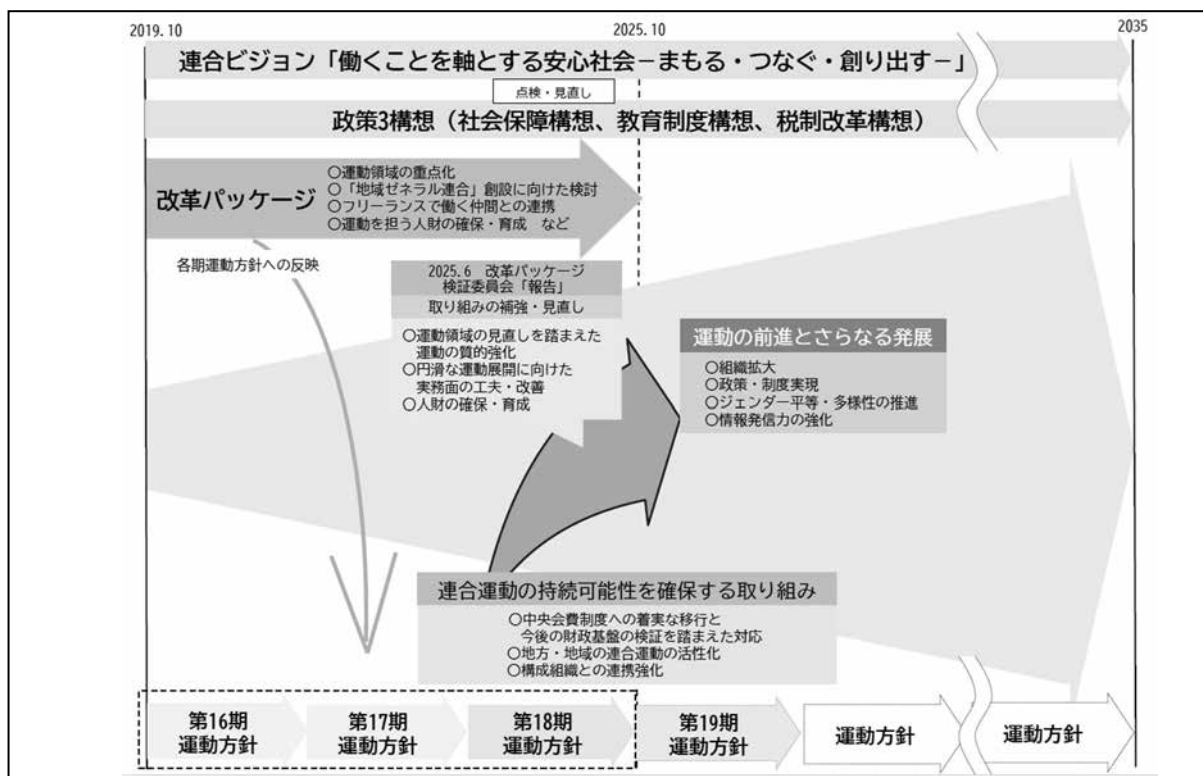 2019.10
2025.10
2035
連合ビジョン「働くことを軸とする安心社会－まもる・つなぐ・創り出す－」
点検・見直し
政策3構想（社会保障構想、教育制度構想、税制改革構想）
改革パッケージ
○運動領域の重点化
○「地域ゼネラル連合」創設に向けた検討
○フリーランスで働く仲間との連携
○運動を担う人財の確保・育成　など
各期運動方針への反映
2025.6　改革パッケージ
検証委員会「報告」
取り組みの補強・見直し
○運動領域の見直しを踏まえた
運動の質的強化
○円滑な運動展開に向けた
実務面の工夫・改善
○人財の確保・育成
運動の前進とさらなる発展
○組織拡大
○政策・制度実現
○ジェンダー平等・多様性の推進
○情報発信力の強化
連合運動の持続可能性を確保する取り組み
○中央会費制度への着実な移行と
今後の財政基盤の検証を踏まえた対応
○地方・地域の連合運動の活性化
○構成組織との連携強化
第16期
運動方針
第17期
運動方針
第18期
運動方針
第19期
運動方針
運動方針
運動方針